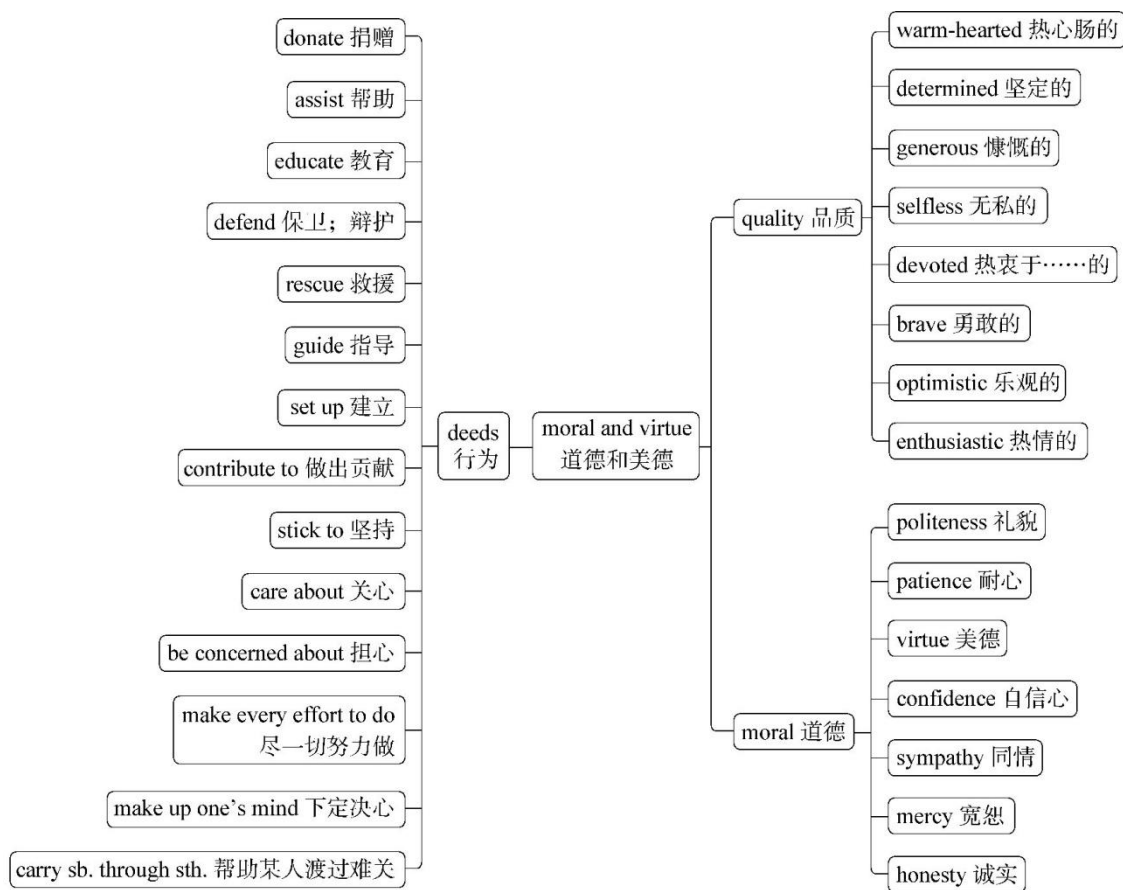 donate 捐赠
assist 帮助
educate 教育
defend 保卫；辩护
rescue 救援
guide 指导
set up 建立
contribute to 做出贡献
stick to 坚持
care about 关心
be concerned about 担心
make every effort to do
尽一切努力做
make up one's mind 下定决心
carry sb. through sth. 帮助某人渡过难关
deeds
行为
moral and virtue
道德和美德
quality 品质
warm-hearted 热心肠的
determined 坚定的
generous 慷慨的
selfless 无私的
devoted 热衷于……的
brave 勇敢的
optimistic 乐观的
enthusiastic 热情的
moral 道德
politeness 礼貌
patience 耐心
virtue 美德
confidence 自信心
sympathy 同情
mercy 宽恕
honesty 诚实